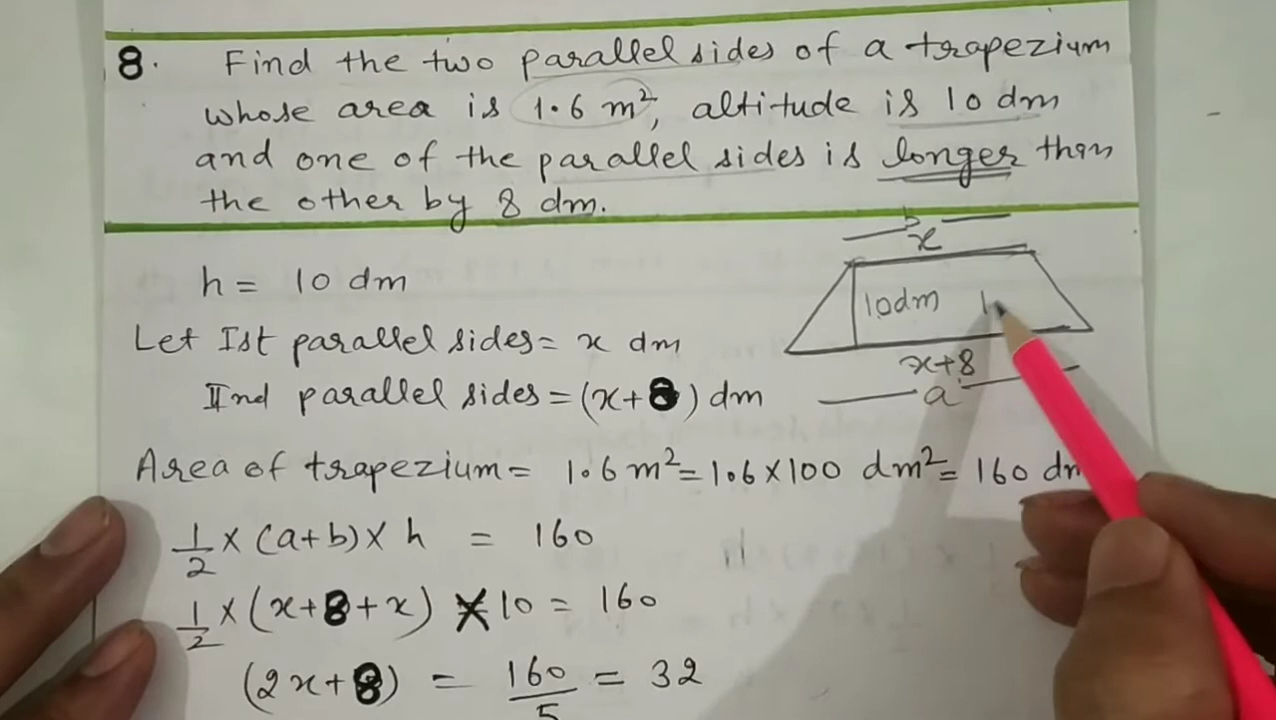 8. Find the two parallel sides of a trapezium
whose area is 1.6 m², altitude is 10 dm
and one of the parallel sides is longer than
the other by 8 dm.
b
x
h = 10 dm
10dm
Let Ist parallel sides = x dm
x+8
IInd parallel sides = (x+8) dm
a
Area of trapezium = 1.6 m² = 1.6 × 100 dm² = 160 dm
1/2 × (a+b) × h = 160
1/2 × (x+8+x) × 10 = 160
(2x+8) = 160/5 = 32